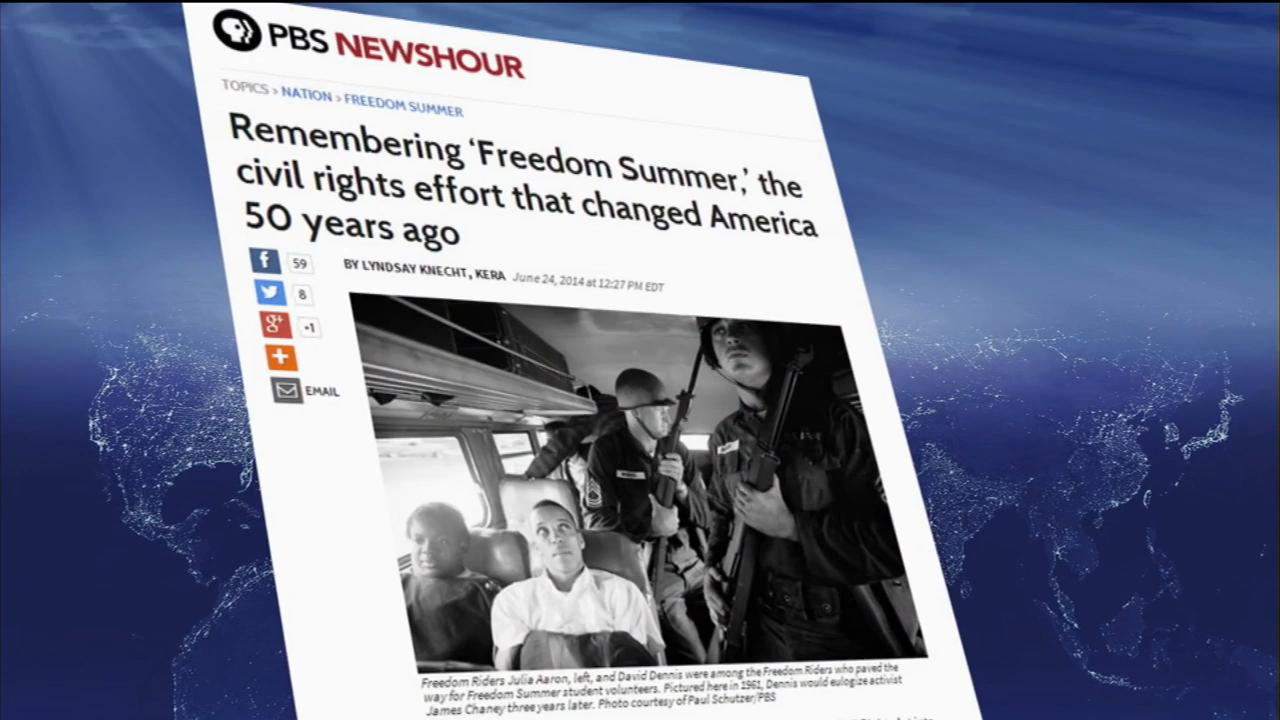 PBS NEWSHOUR
TOPICS > NATION > FREEDOM SUMMER
Remembering ‘Freedom Summer,’ the
civil rights effort that changed America
50 years ago
59
8
g+ +1
EMAIL
BY LYNDSAY KNECHT, KERA June 24, 2014 at 12:27 PM EDT
Freedom Riders Julia Aaron, left, and David Dennis were among the Freedom Riders who paved the
way for Freedom Summer student volunteers. Pictured here in 1961, Dennis would eulogize activist
James Chaney three years later. Photo courtesy of Paul Schutzer/PBS